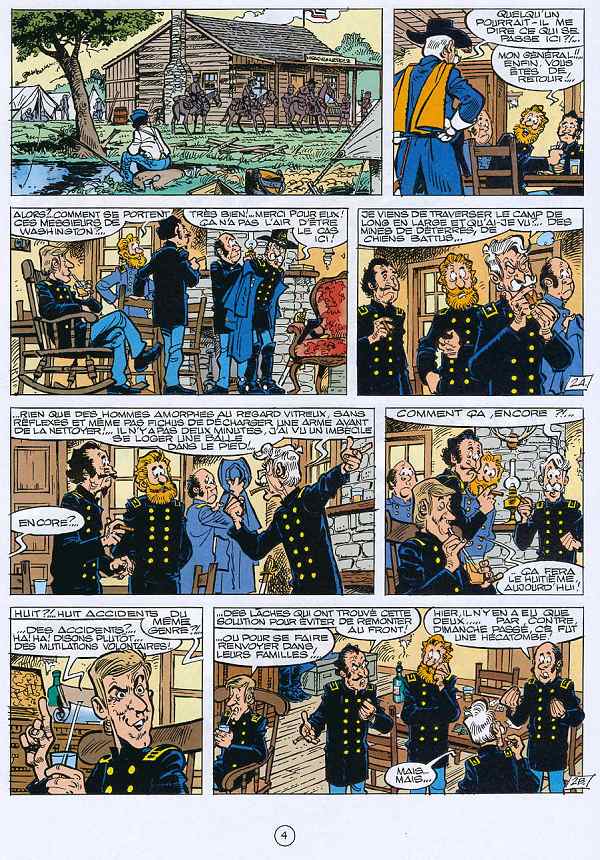 QUELQU'UN
POURRAIT-IL ME
DIRE CE QUI SE
PASSE ICI ?!..
MON GÉNÉRAL!!
ENFIN, VOUS
ÊTES DE
RETOUR...
ALORS?..COMMENT SE PORTENT
CES MESSIEURS DE
WASHINGTON?..
TRÈS BIEN!..MERCI POUR EUX!
ÇA N'A PAS L'AIR D'ÊTRE
LE CAS
ICI!
JE VIENS DE TRAVERSER LE CAMP DE
LONG EN LARGE ET QU'AI-JE VU?... DES
MINES DE DÉTERRÉS, DE
CHIENS BATTUS...
2A
...RIEN QUE DES HOMMES AMORPHES AU REGARD VITREUX, SANS
RÉFLEXES ET MÊME PAS FICHUS DE DÉCHARGER UNE ARME AVANT
DE LA NETTOYER!... IL N'Y A PAS DEUX MINUTES, J'AI VU UN IMBÉCILE
SE LOGER UNE BALLE
DANS LE PIED!..
ENCORE?..
COMMENT ÇA, ENCORE ?!..
ÇA FERA
LE HUITIÈME,
AUJOURD'HUI!
HUIT?!..HUIT ACCIDENTS DU
MÊME
GENRE?!..
...DES ACCIDENTS?...
HA! HA! DISONS PLUTÔT...
DES MUTILATIONS VOLONTAIRES!
...DES LÂCHES QUI ONT TROUVÉ CETTE
SOLUTION POUR ÉVITER DE REMONTER
AU FRONT!
...OU POUR SE FAIRE
RENVOYER DANS
LEURS FAMILLES...
HIER, IL N'Y EN A EU QUE
DEUX..... PAR CONTRE,
DIMANCHE PASSÉ, CE FUT
UNE HÉCATOMBE!
MAIS...
MAIS...
2B
4